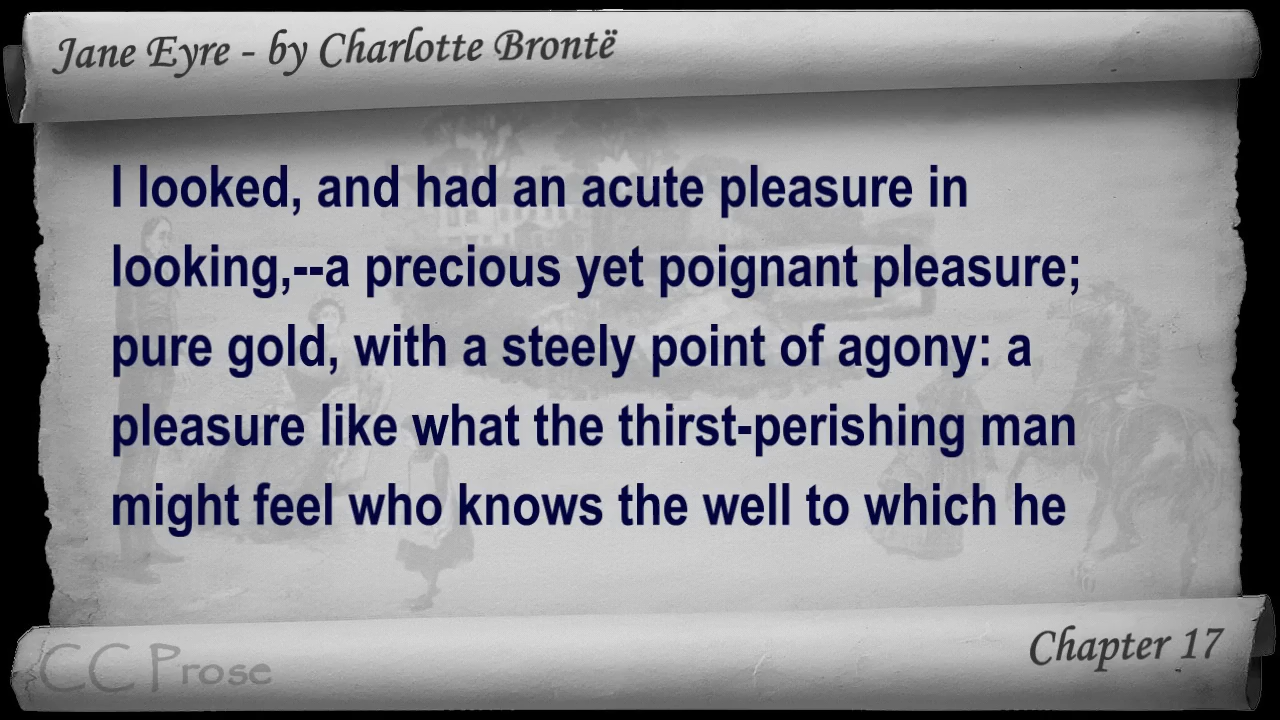 Jane Eyre - by Charlotte Brontë
I looked, and had an acute pleasure in
looking,--a precious yet poignant pleasure;
pure gold, with a steely point of agony: a
pleasure like what the thirst-perishing man
might feel who knows the well to which he
Chapter 17
CC Prose